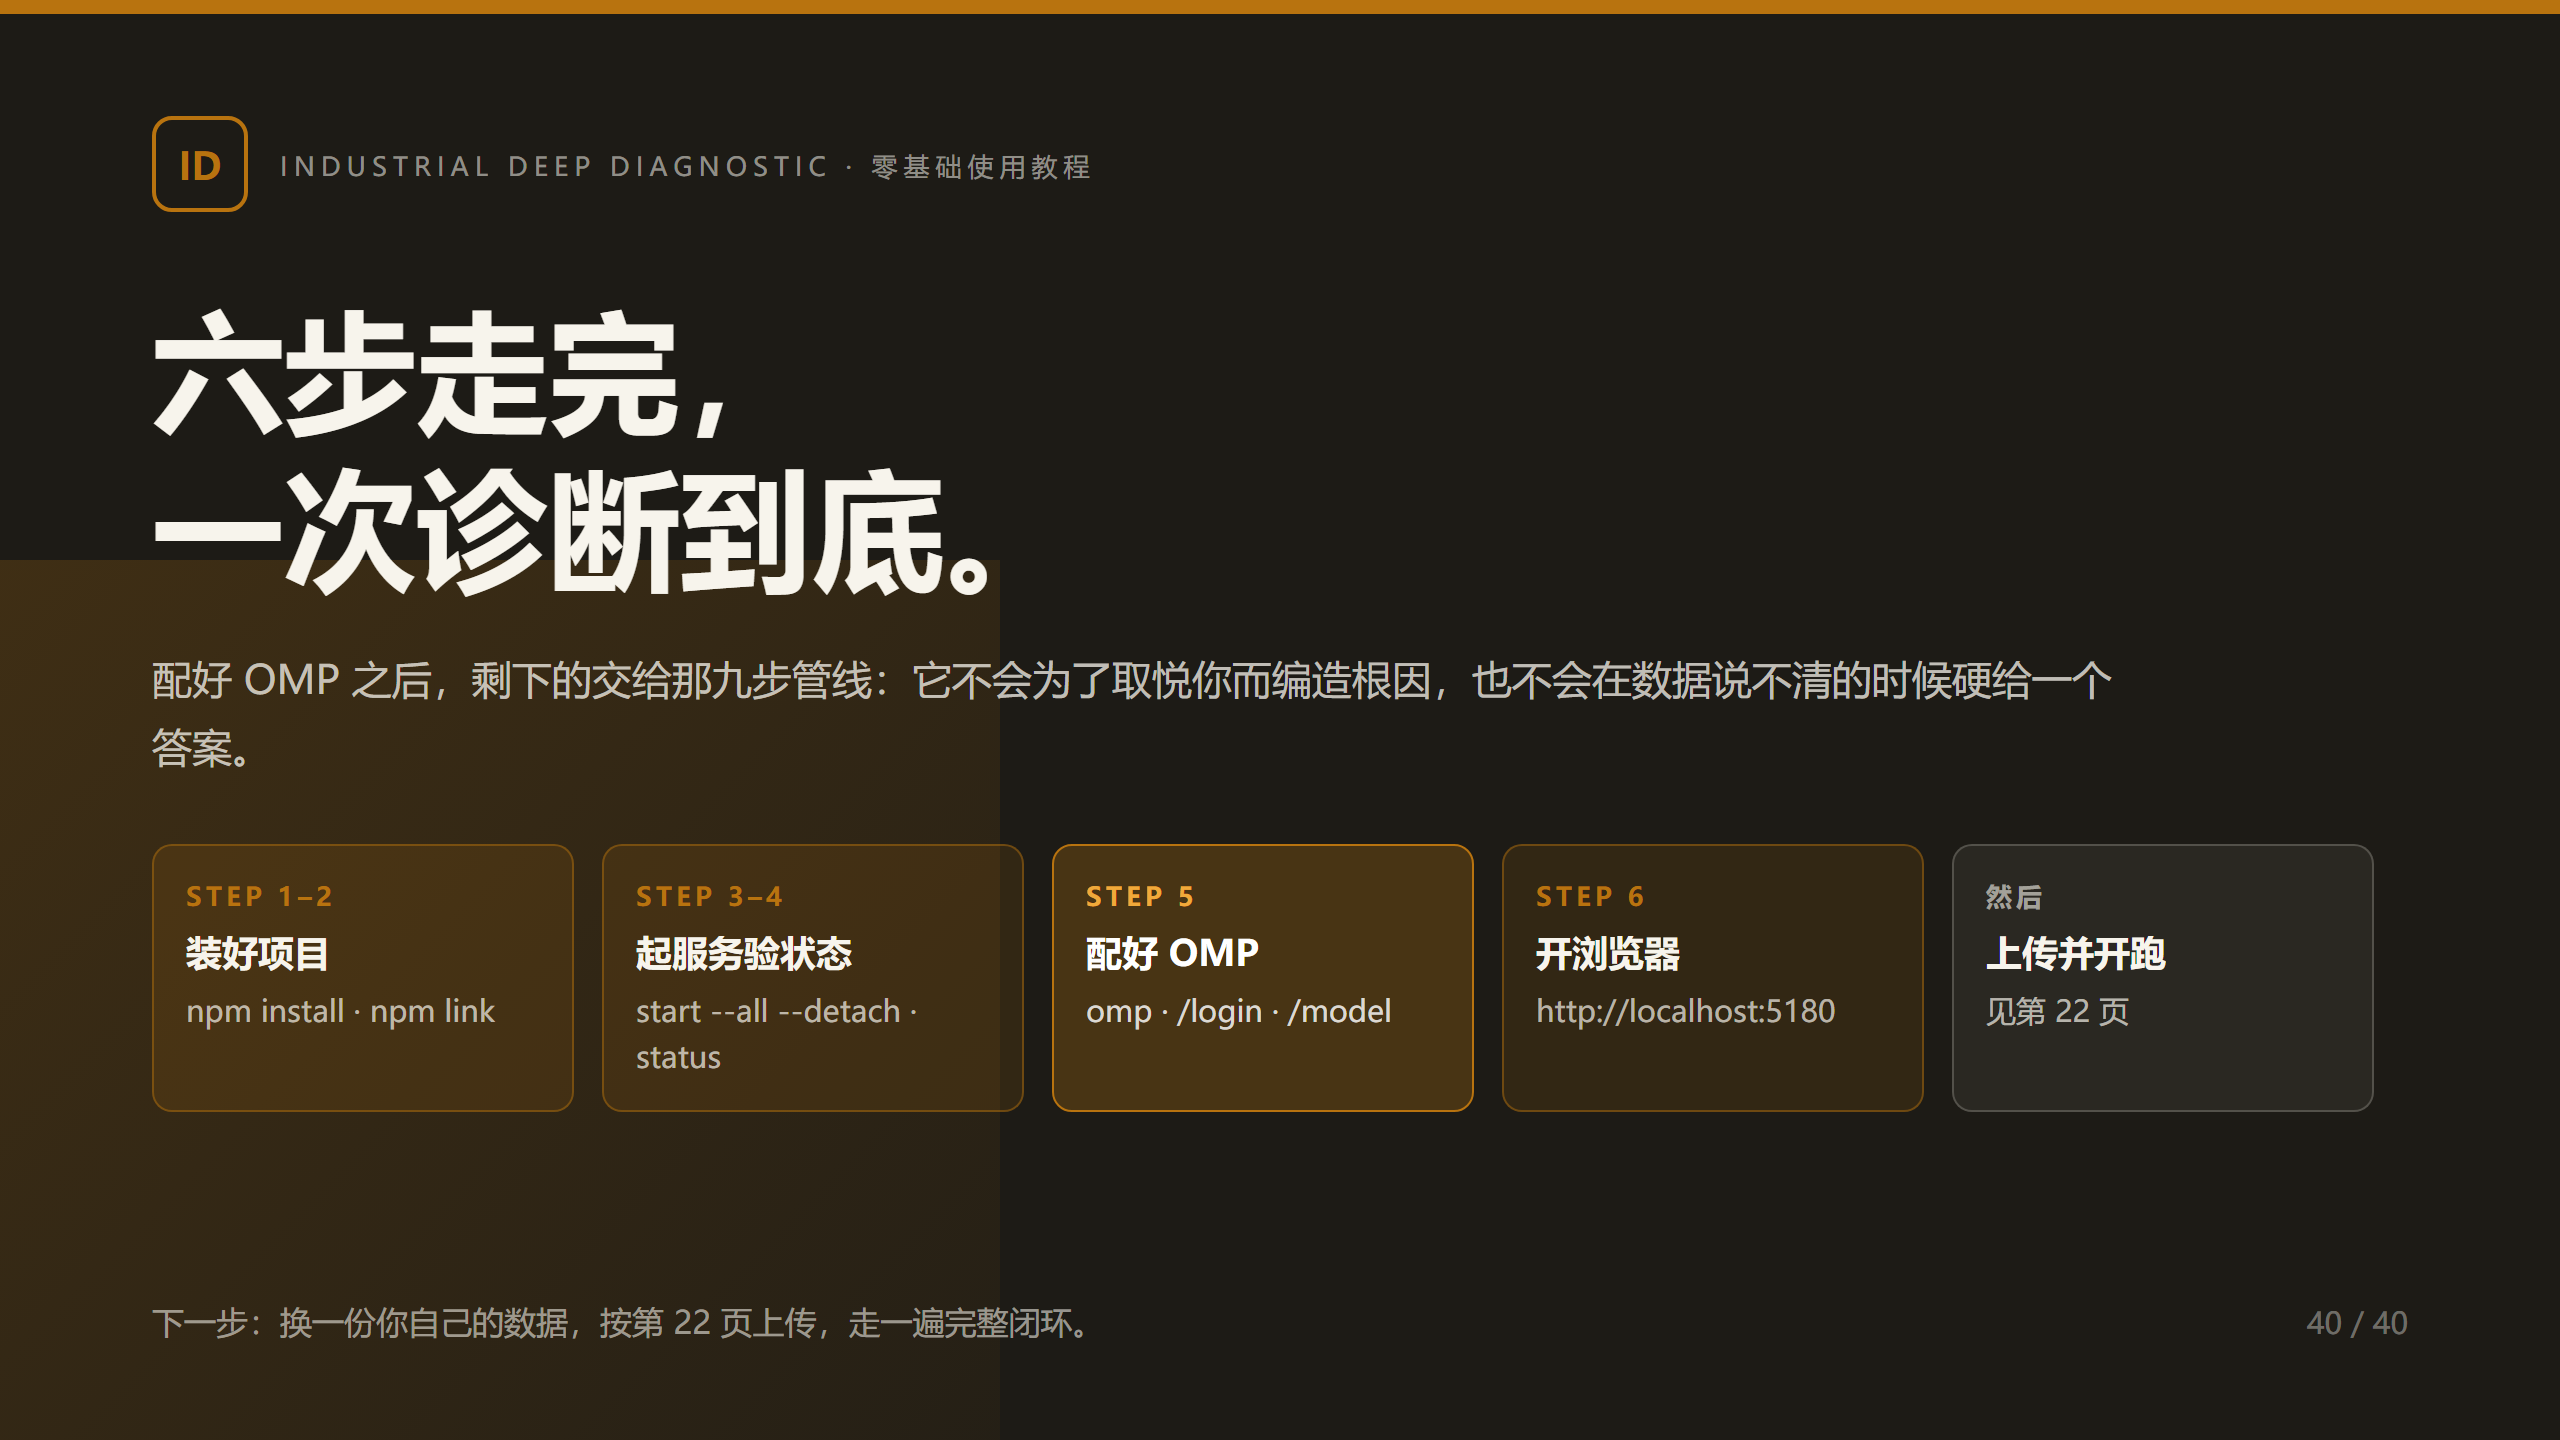 ID
INDUSTRIAL DEEP DIAGNOSTIC · 零基础使用教程
六步走完，
一次诊断到底。
配好 OMP 之后，剩下的交给那九步管线：它不会为了取悦你而编造根因，也不会在数据说不清的时候硬给一个
答案。
STEP 1–2
装好项目
npm install · npm link
STEP 3–4
起服务验状态
start --all --detach ·
status
STEP 5
配好 OMP
omp · /login · /model
STEP 6
开浏览器
http://localhost:5180
然后
上传并开跑
见第 22 页
下一步：换一份你自己的数据，按第 22 页上传，走一遍完整闭环。
40 / 40